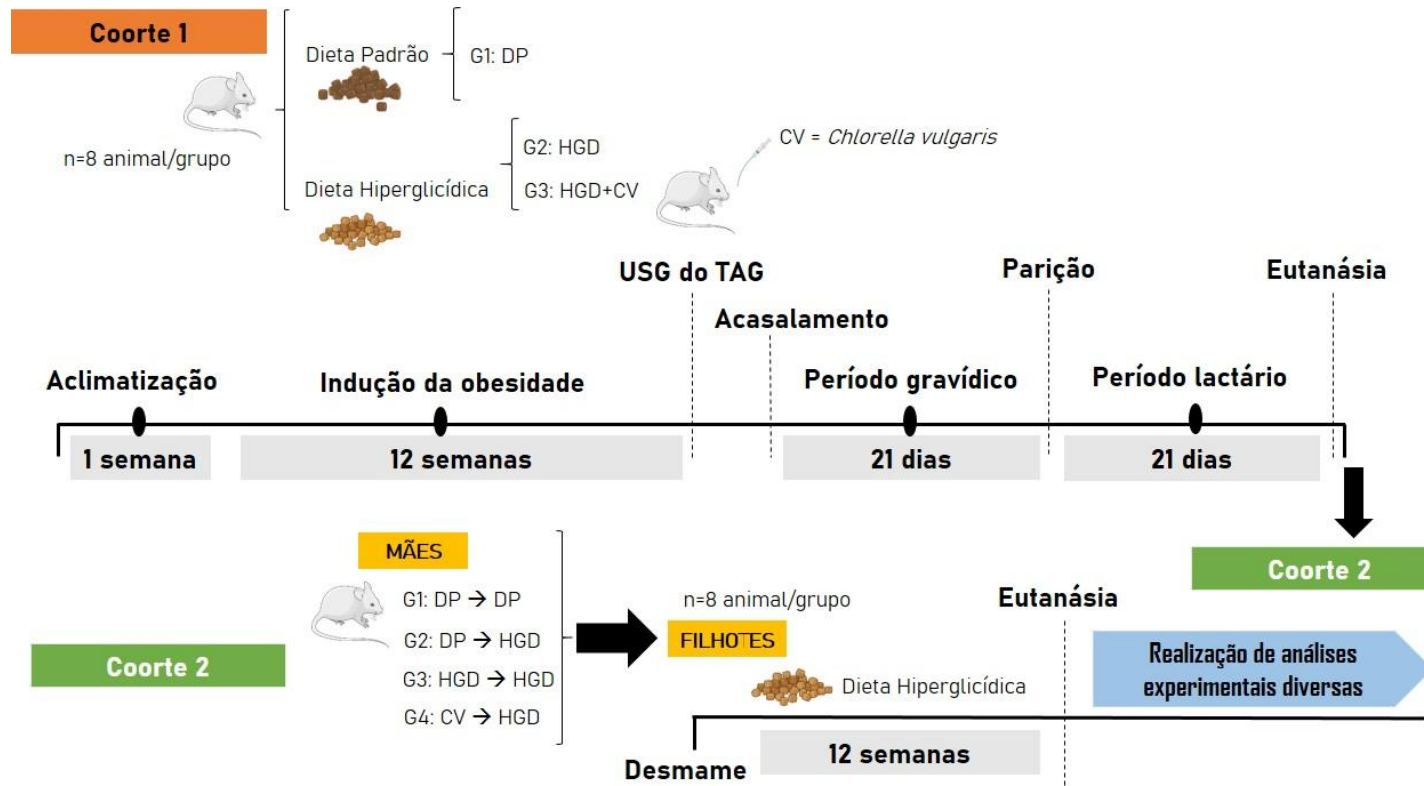 Coorte 1
n=8 animal/grupo
Dieta Padrão
G1: DP
Dieta Hiperglicídica
G2: HGD
G3: HGD+CV
CV = Chlorella vulgaris
USG do TAG
Acasalamento
Parição
Eutanásia
Aclimatização
Indução da obesidade
Período gravídico
Período lactário
1 semana
12 semanas
21 dias
21 dias
Coorte 2
Coorte 2
MÃES
G1: DP → DP
G2: DP → HGD
G3: HGD → HGD
G4: CV → HGD
n=8 animal/grupo
FILHOTES
Dieta Hiperglicídica
Eutanásia
Realização de análises
experimentais diversas
Desmame
12 semanas